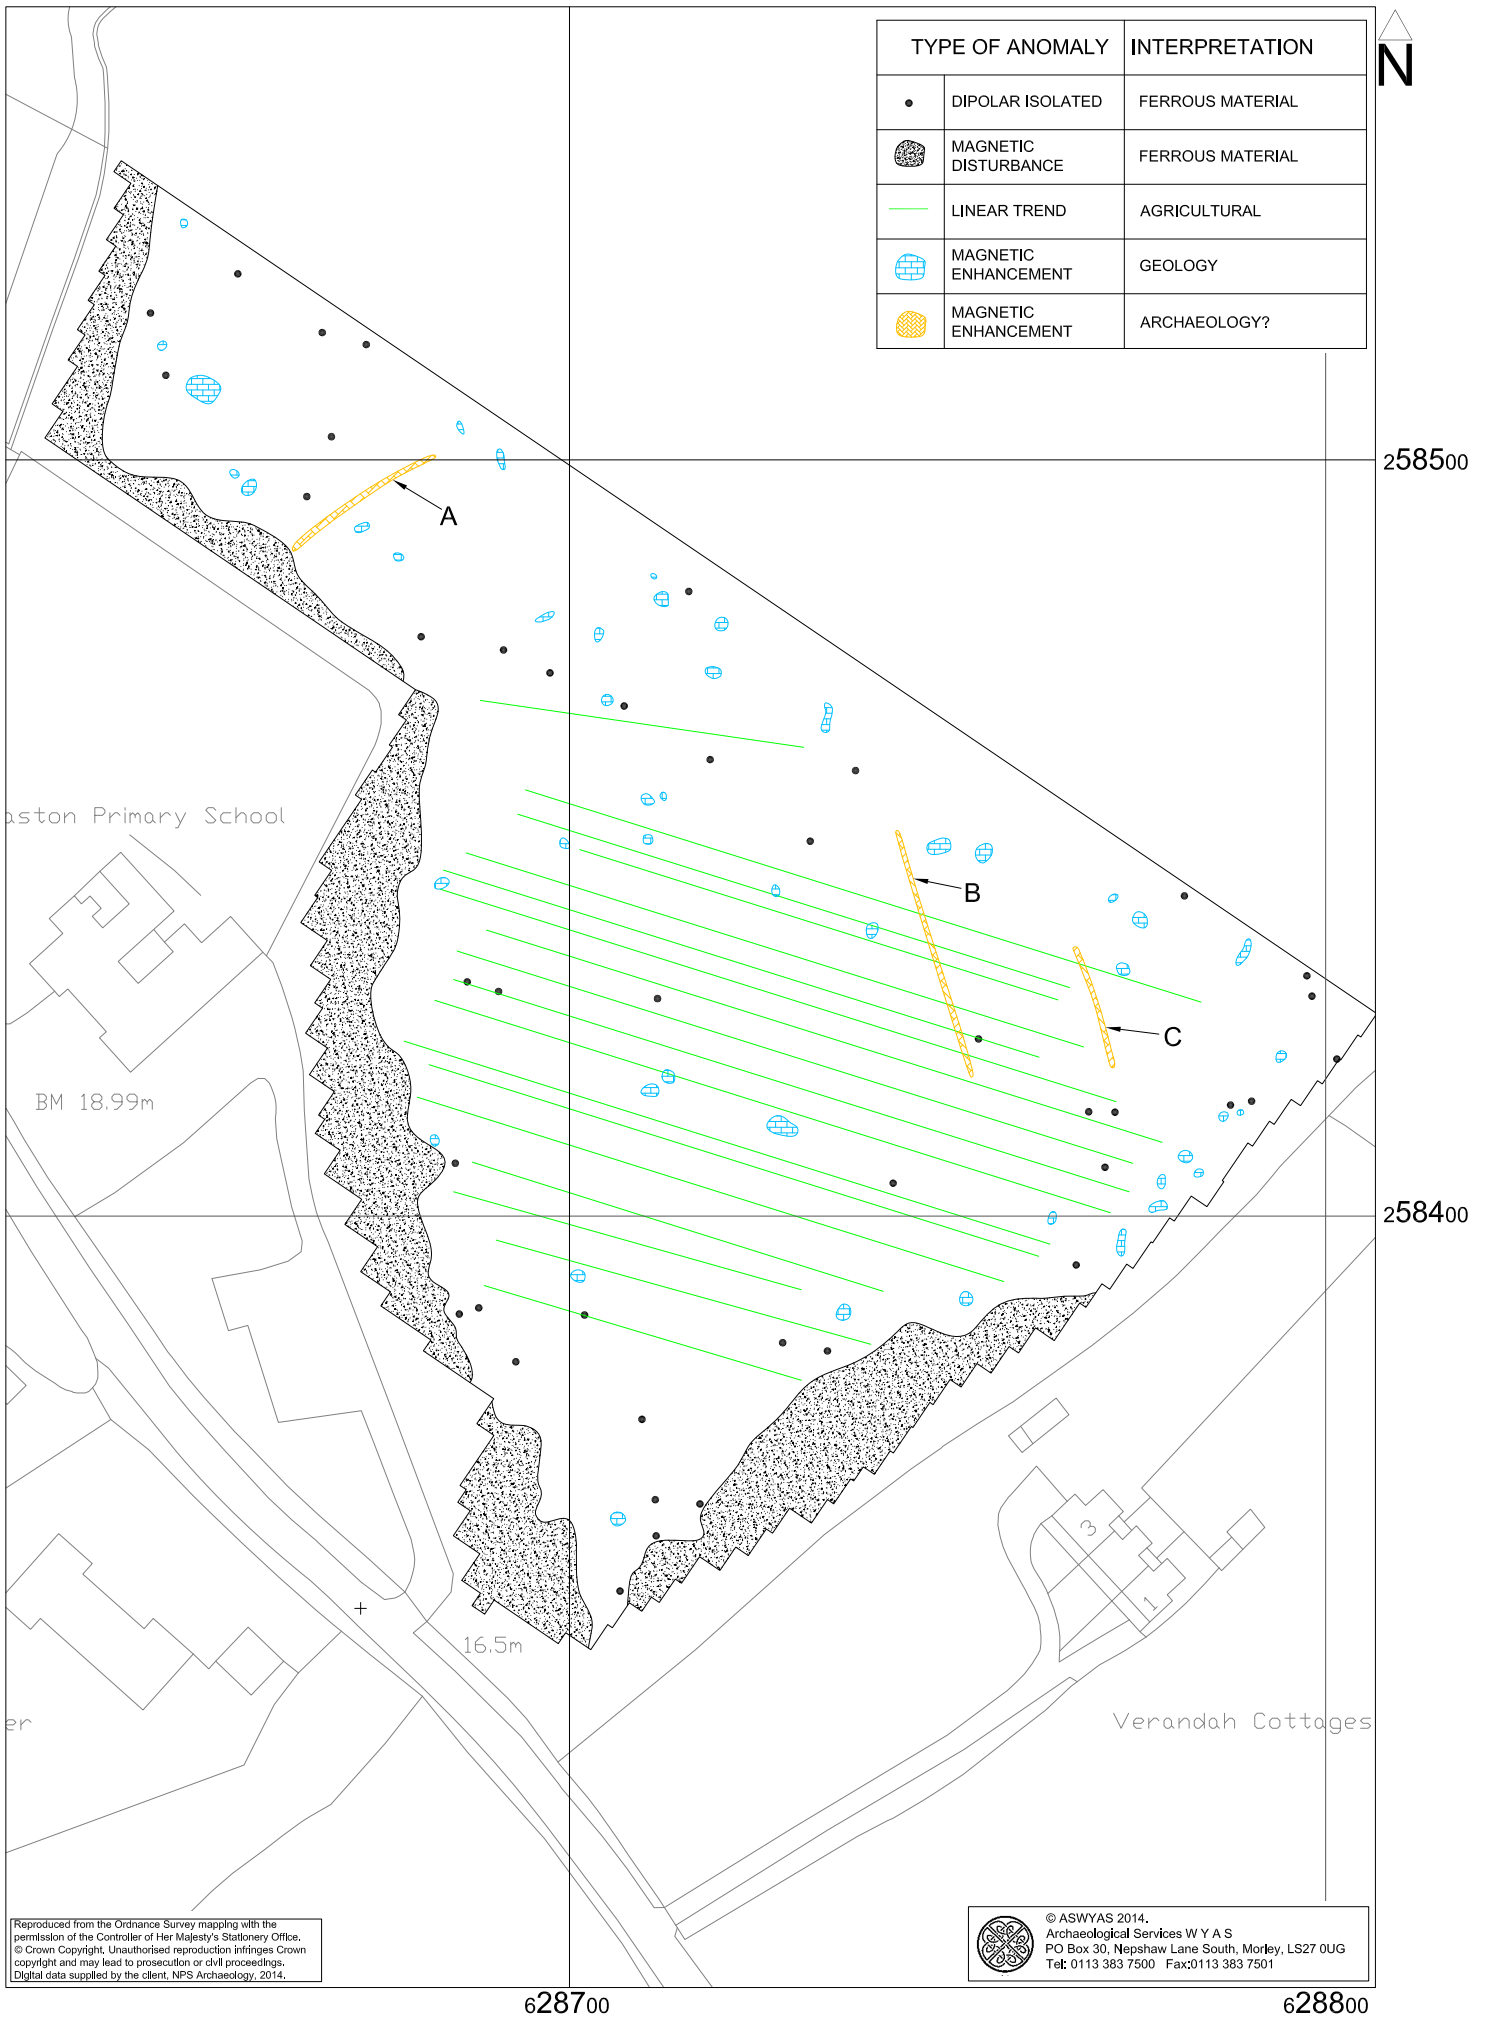 TYPE OF ANOMALY INTERPRETATION
DIPOLAR ISOLATED FERROUS MATERIAL
MAGNETIC
DISTURBANCE
FERROUS MATERIAL
LINEAR TREND AGRICULTURAL
MAGNETIC
ENHANCEMENT
GEOLOGY
MAGNETIC
ENHANCEMENT
ARCHAEOLOGY?
N
258500
A
aston Primary School
B
C
BM 18.99m
258400
3
1
16.5m
er
Verandah Cottages
Reproduced from the Ordnance Survey mapping with the
permission of the Controller of Her Majesty's Stationery Office.
© Crown Copyright. Unauthorised reproduction infringes Crown
copyright and may lead to prosecution or civil proceedings.
Digital data supplied by the client, NPS Archaeology, 2014.
© ASWYAS 2014.
Archaeological Services W Y A S
PO Box 30, Nepshaw Lane South, Morley, LS27 0UG
Tel: 0113 383 7500 Fax:0113 383 7501
628700
628800